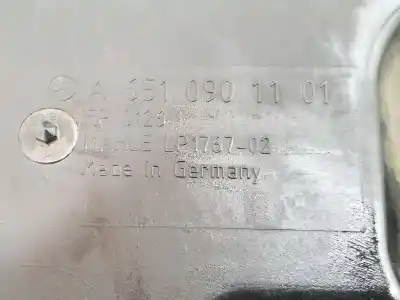 A 651 090 11 01
MAHLE LP1767-02
Made in Germany